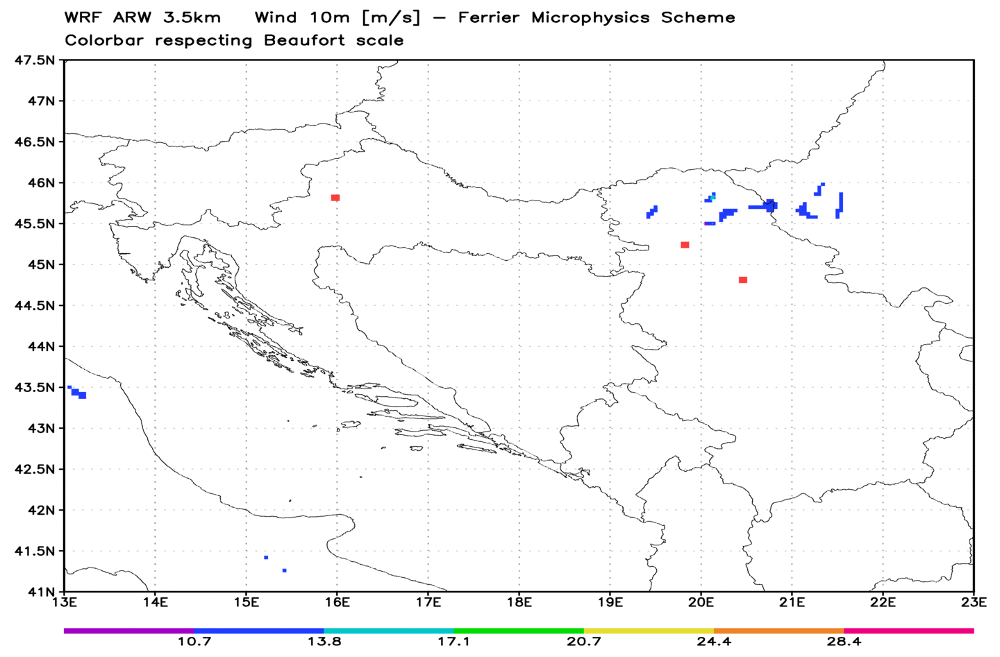 WRF ARW 3.5km Wind 10m [m/s] – Ferrier Microphysics Scheme
Colorbar respecting Beaufort scale
47.5N
47N
46.5N
46N
45.5N
45N
44.5N
44N
43.5N
43N
42.5N
42N
41.5N
41N
13E 14E 15E 16E 17E 18E 19E 20E 21E 22E 23E
10.7 13.8 17.1 20.7 24.4 28.4